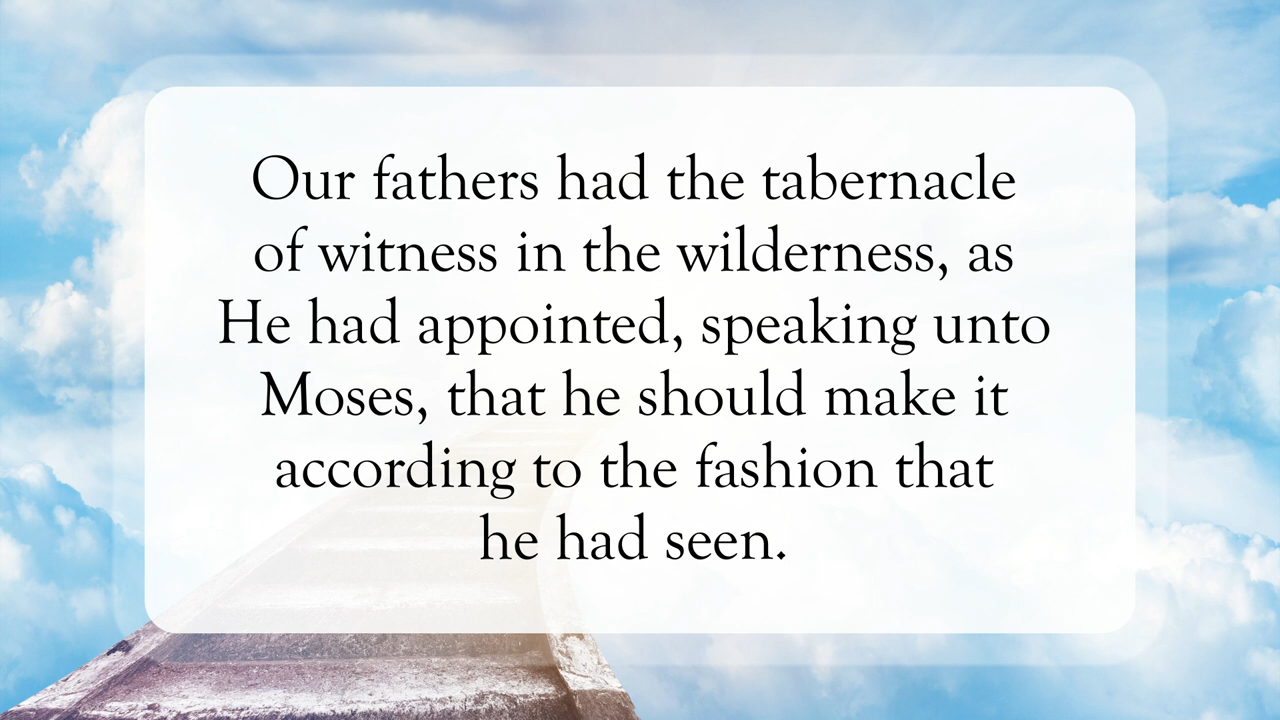 Our fathers had the tabernacle
of witness in the wilderness, as
He had appointed, speaking unto
Moses, that he should make it
according to the fashion that
he had seen.